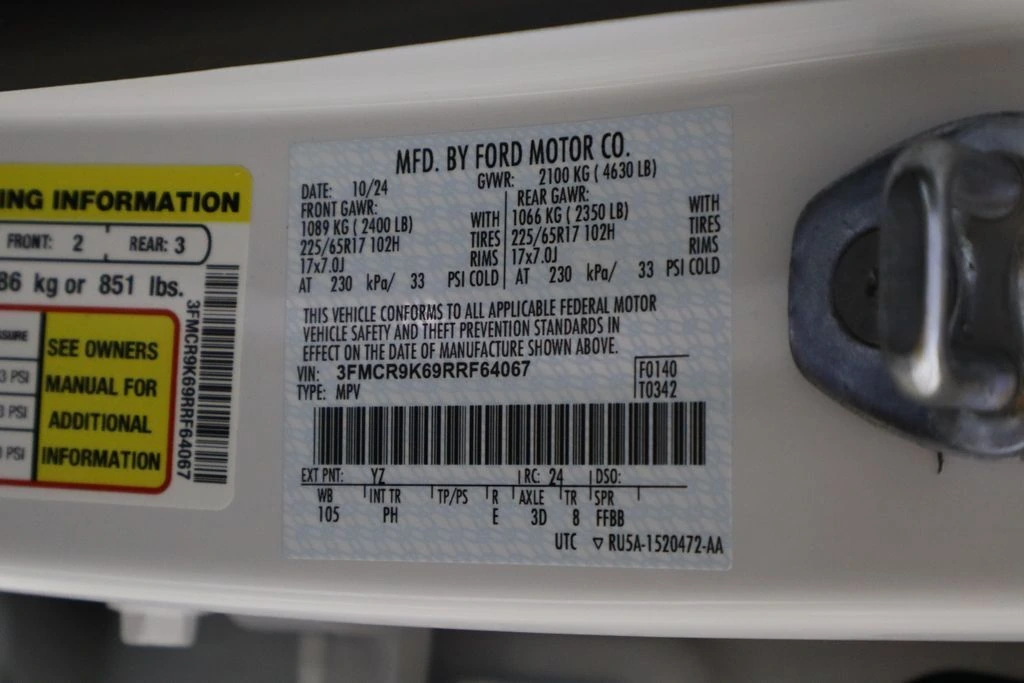 NG INFORMATION
FRONT: 2 REAR: 3
86 kg or 851 lbs.
SSURE
3 PSI
3 PSI
0 PSI
SEE OWNERS
MANUAL FOR
ADDITIONAL
INFORMATION
3FMCR9K69RRF64067
MFD. BY FORD MOTOR CO.
DATE: 10/24 GVWR: 2100 KG ( 4630 LB)
FRONT GAWR: REAR GAWR:
1089 KG ( 2400 LB) WITH 1066 KG ( 2350 LB) WITH
225/65R17 102H TIRES 225/65R17 102H TIRES
17x7.0J RIMS 17x7.0J RIMS
AT 230 kPa/ 33 PSI COLD AT 230 kPa/ 33 PSI COLD
THIS VEHICLE CONFORMS TO ALL APPLICABLE FEDERAL MOTOR
VEHICLE SAFETY AND THEFT PREVENTION STANDARDS IN
EFFECT ON THE DATE OF MANUFACTURE SHOWN ABOVE.
VIN: 3FMCR9K69RRF64067 F0140
TYPE: MPV T0342
EXT PNT: YZ RC: 24 DSO:
WB INT TR TP/PS R AXLE TR SPR
105 PH E 3D 8 FFBB
UTC ▽ RU5A-1520472-AA